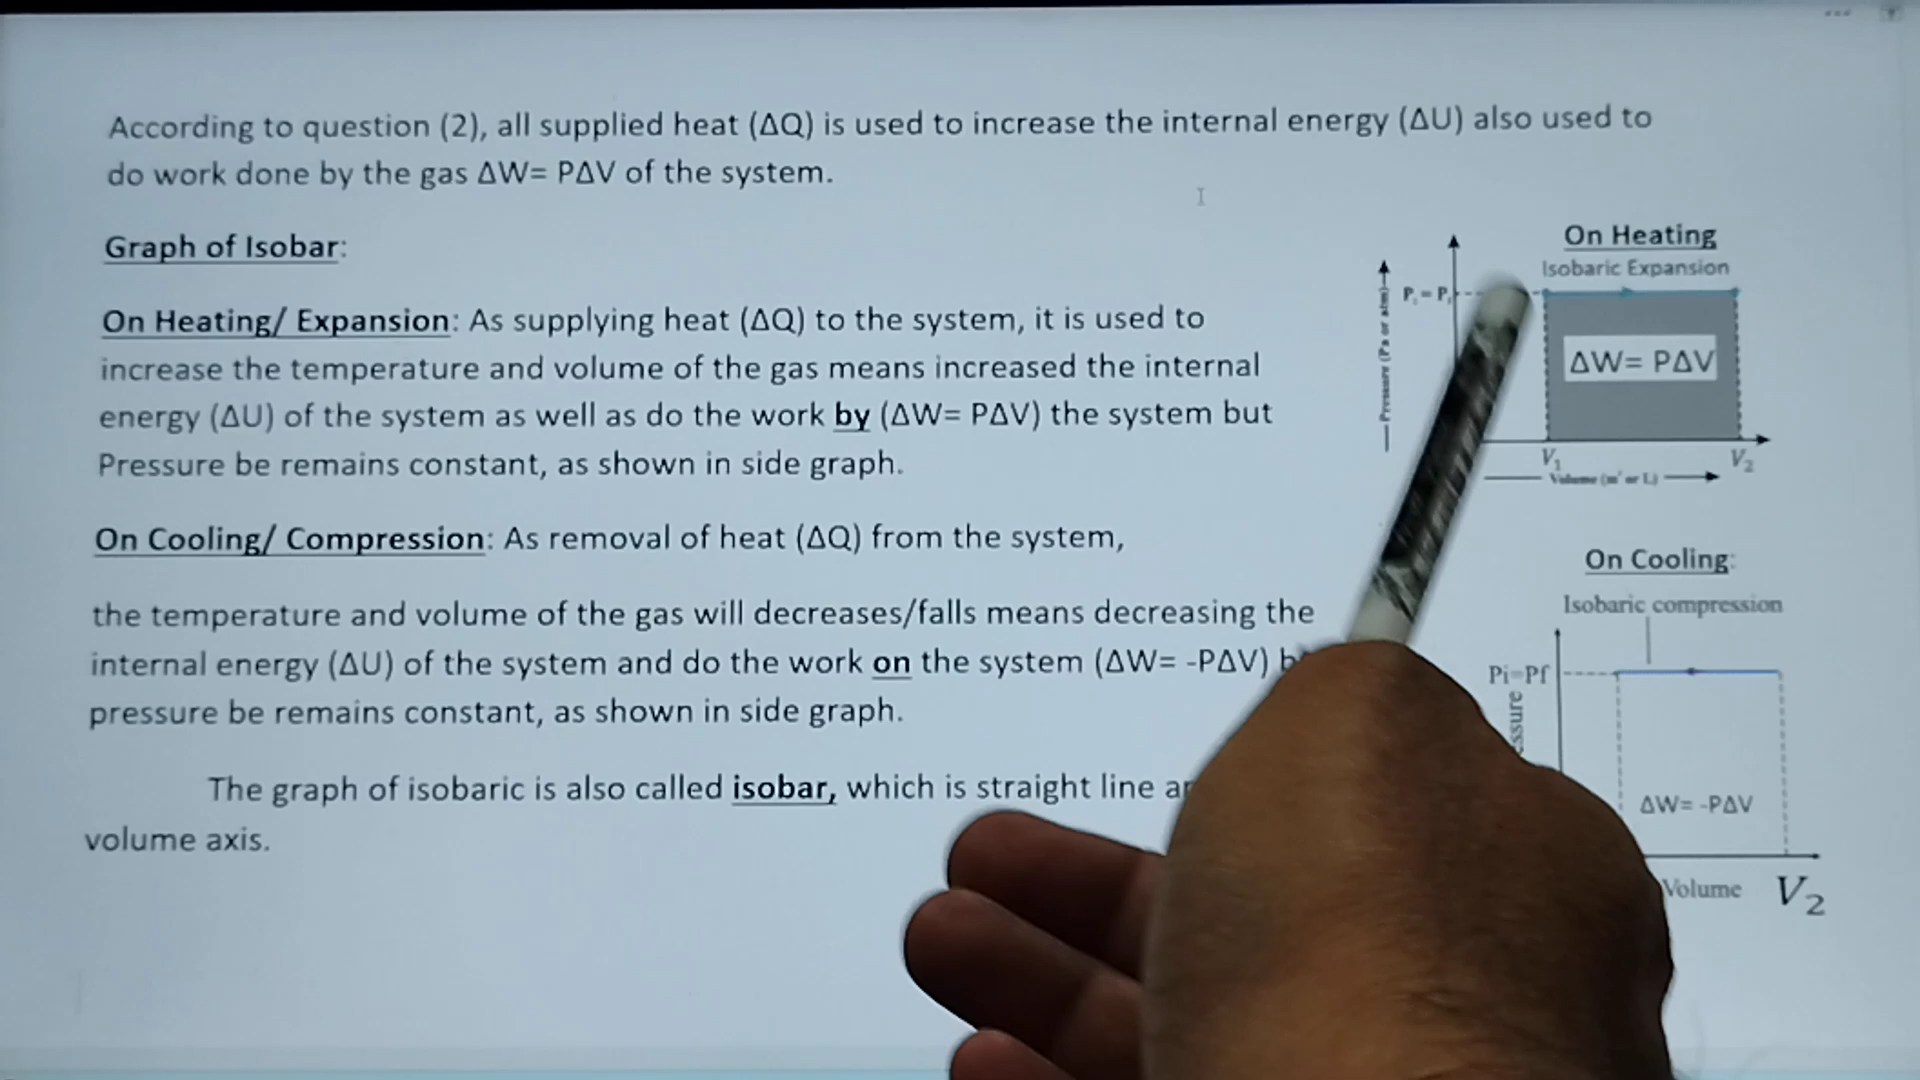 According to question (2), all supplied heat (ΔQ) is used to increase the internal energy (ΔU) also used to
do work done by the gas ΔW= PΔV of the system.
Graph of Isobar:
On Heating/ Expansion: As supplying heat (ΔQ) to the system, it is used to
increase the temperature and volume of the gas means increased the internal
energy (ΔU) of the system as well as do the work by (ΔW= PΔV) the system but
Pressure be remains constant, as shown in side graph.
On Cooling/ Compression: As removal of heat (ΔQ) from the system,
the temperature and volume of the gas will decreases/falls means decreasing the
internal energy (ΔU) of the system and do the work on the system (ΔW= -PΔV)
pressure be remains constant, as shown in side graph.
The graph of isobaric is also called isobar, which is straight line
volume axis.
On Heating
Isobaric Expansion
Pressure (Pa or atm)
ΔW= PΔV
V₁
V₂
Volume (m³ or L)
On Cooling:
Isobaric compression
Pi=Pf
ΔW= -PΔV
Volume
V₂